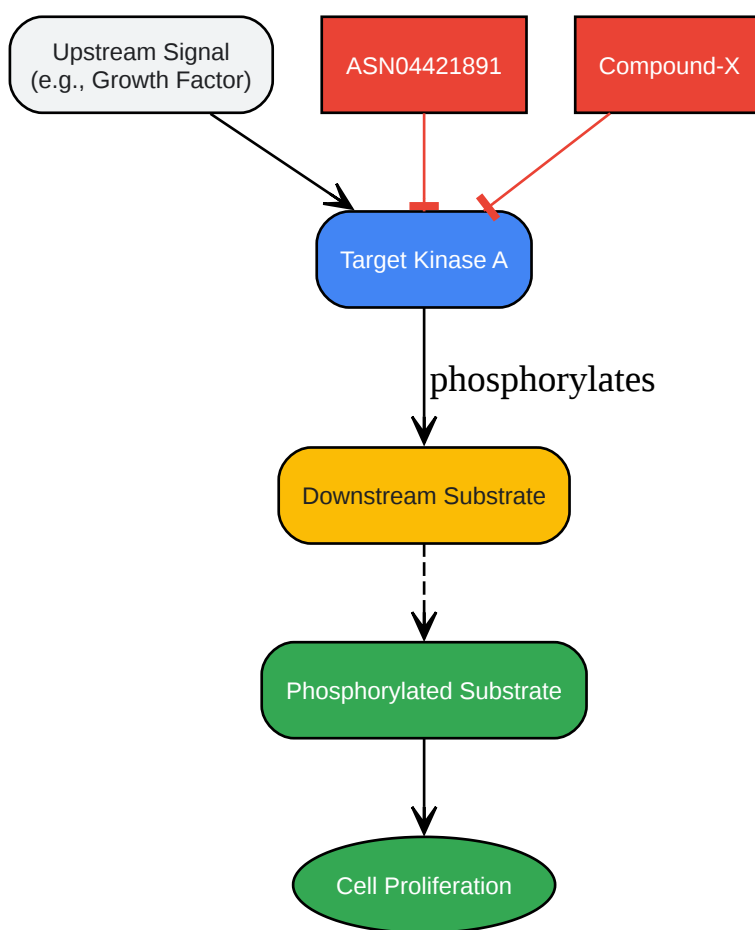 Upstream Signal
(e.g., Growth Factor)
ASN04421891
Compound-X
Target Kinase A
phosphorylates
Downstream Substrate
Phosphorylated Substrate
Cell Proliferation